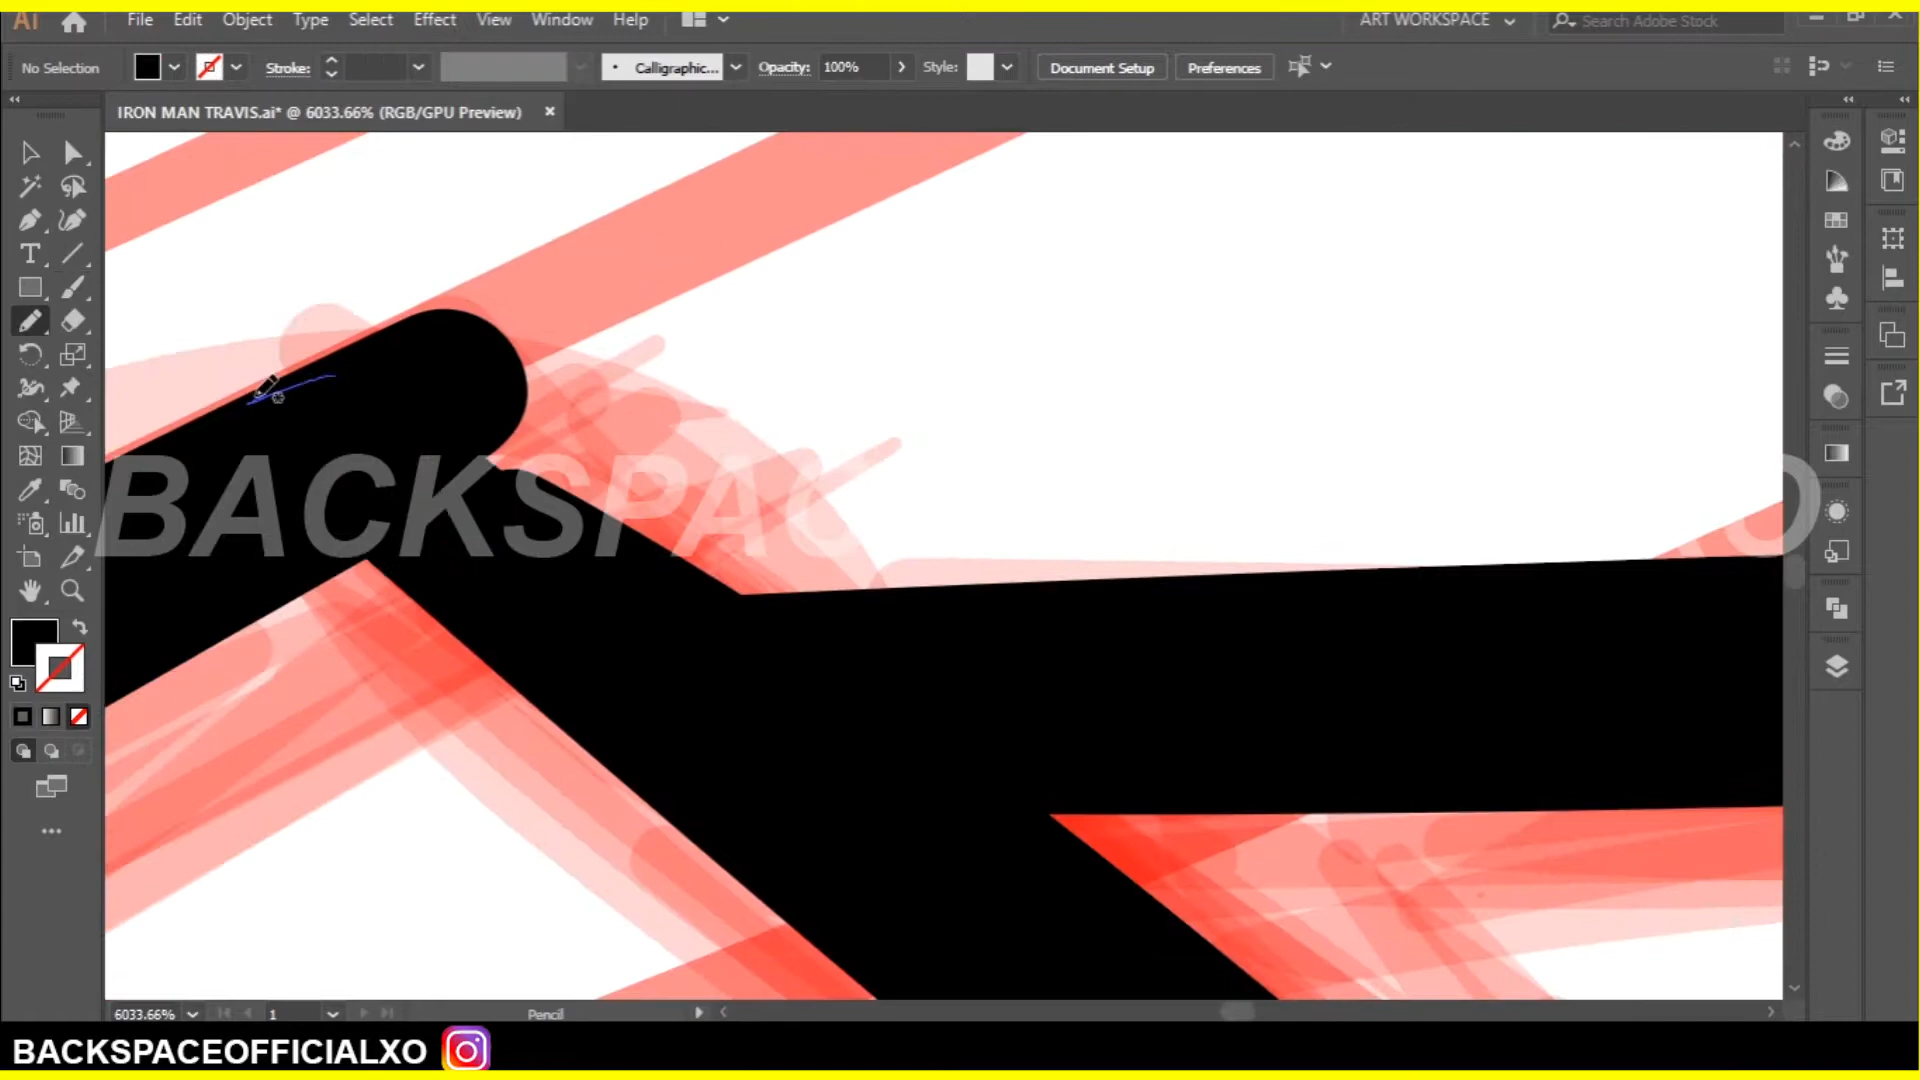 Ai File Edit Object Type Select Effect View Window Help ART WORKSPACE Search Adobe Stock
No Selection Stroke: Calligraphic... Opacity: 100% Style: Document Setup Preferences
IRON MAN TRAVIS.ai* @ 6033.66% (RGB/GPU Preview) ×
BACKSPAC O
6033.66% 1 Pencil
BACKSPACEOFFICIALXO